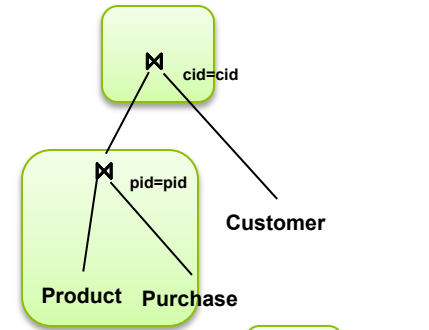 ⋈
cid=cid
⋈
pid=pid
Customer
Product
Purchase